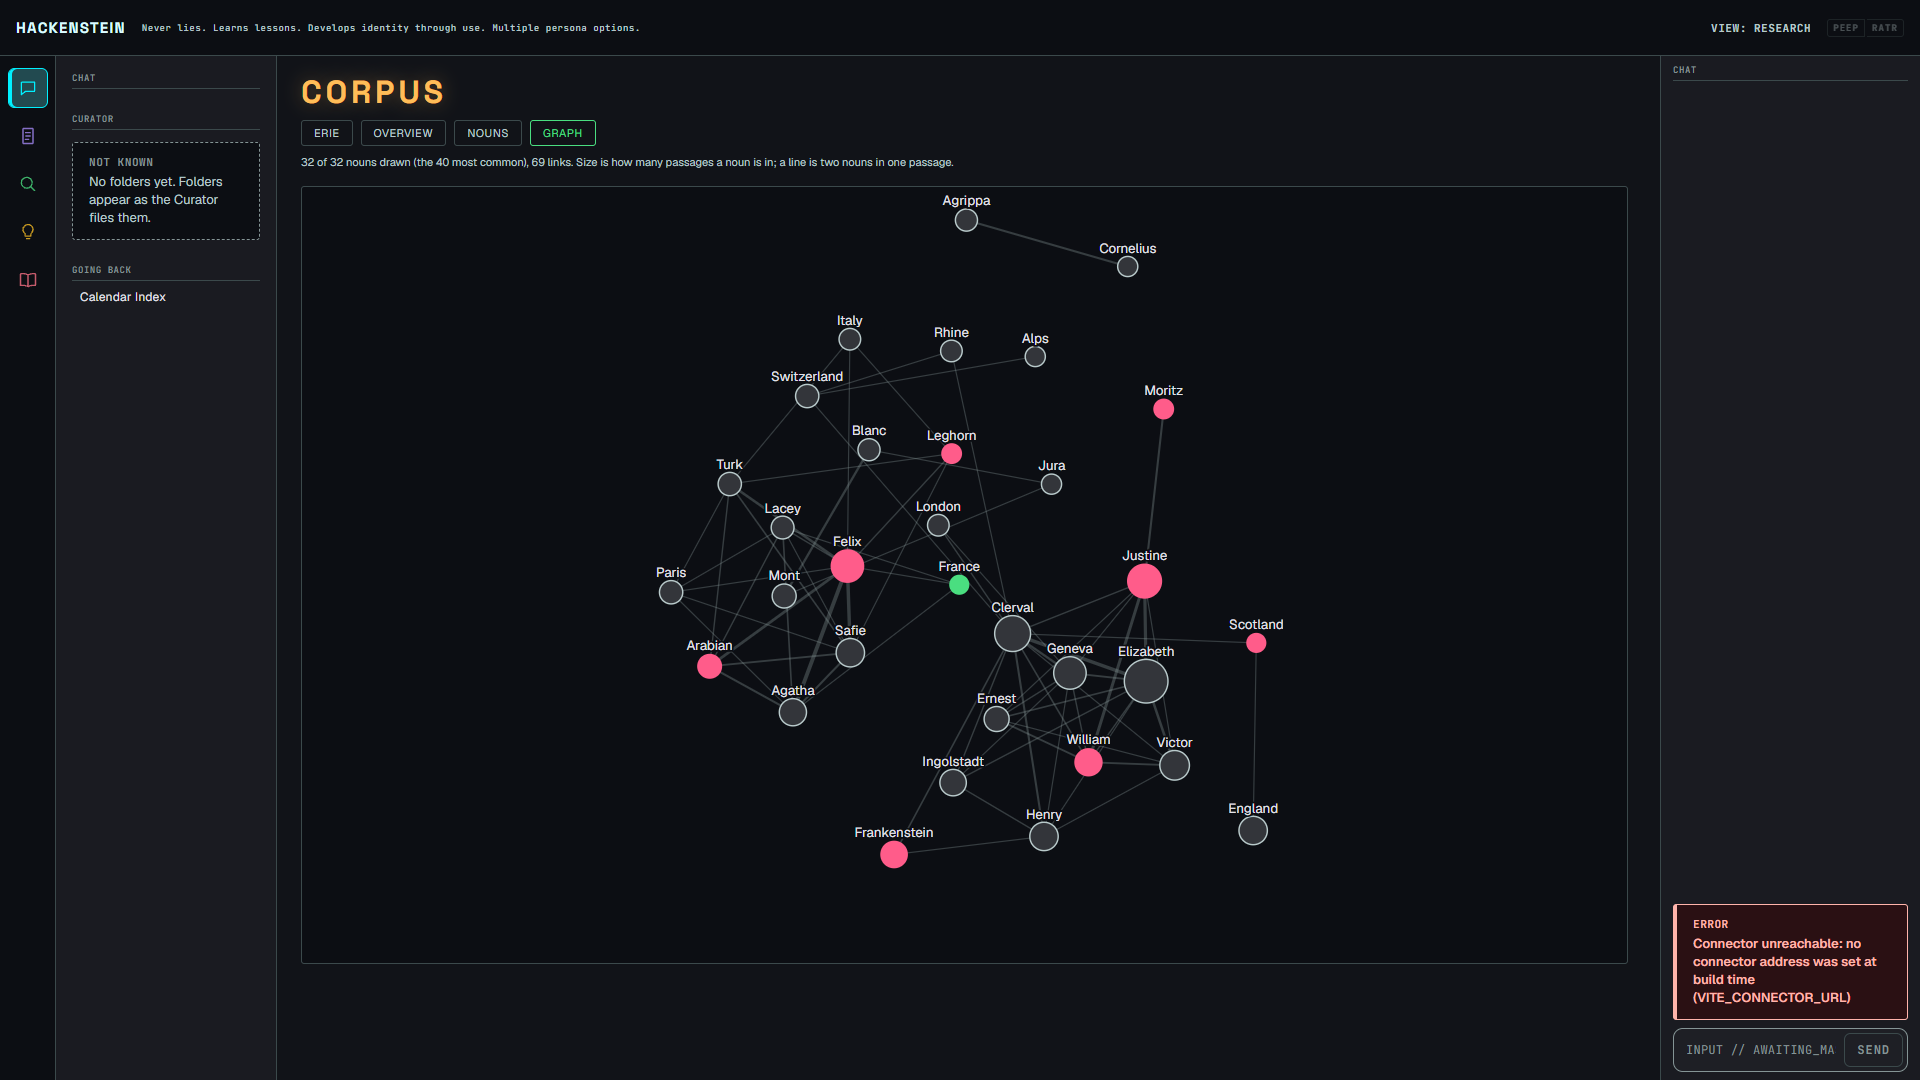 HACKENSTEIN
Never lies. Learns lessons. Develops identity through use. Multiple persona options.
VIEW: RESEARCH
PEEP
RATR
CHAT
CURATOR
NOT KNOWN
No folders yet. Folders
appear as the Curator
files them.
GOING BACK
Calendar Index
CORPUS
ERIE
OVERVIEW
NOUNS
GRAPH
32 of 32 nouns drawn (the 40 most common), 69 links. Size is how many passages a noun is in; a line is two nouns in one passage.
Agrippa
Cornelius
Italy
Rhine
Alps
Switzerland
Moritz
Blanc
Leghorn
Turk
Jura
Lacey
London
Felix
Justine
Paris
Mont
France
Clerval
Scotland
Safie
Arabian
Geneva
Elizabeth
Agatha
Ernest
William
Victor
Ingolstadt
England
Henry
Frankenstein
CHAT
ERROR
Connector unreachable: no
connector address was set at
build time
(VITE_CONNECTOR_URL)
INPUT // AWAITING_MA
SEND